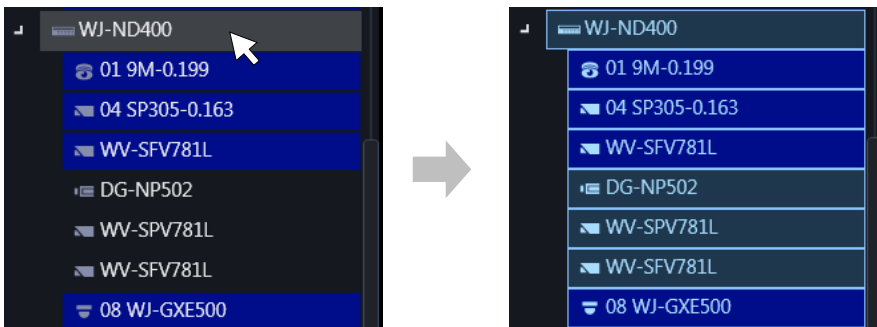 WJ-ND400
01 9M-0.199
04 SP305-0.163
WV-SFV781L
DG-NP502
WV-SPV781L
WV-SFV781L
08 WJ-GXE500
WJ-ND400
01 9M-0.199
04 SP305-0.163
WV-SFV781L
DG-NP502
WV-SPV781L
WV-SFV781L
08 WJ-GXE500